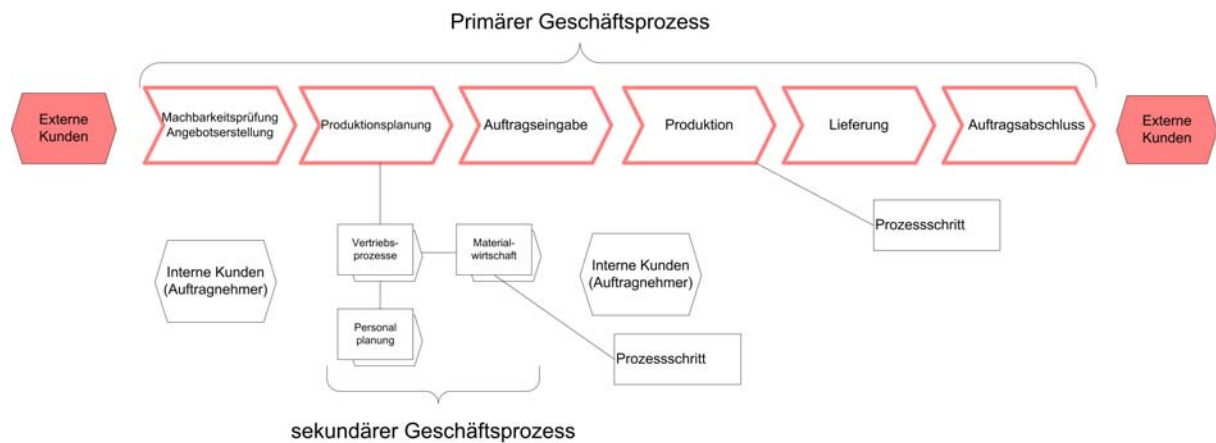 Primärer Geschäftsprozess
Externe
Kunden
Machbarkeitsprüfung
Angebotserstellung
Produktionsplanung
Auftragseingabe
Produktion
Lieferung
Auftragsabschluss
Externe
Kunden
Prozessschritt
Interne Kunden
(Auftragnehmer)
Vertriebs-
prozesse
Material-
wirtschaft
Interne Kunden
(Auftragnehmer)
Personal
planung
Prozessschritt
sekundärer Geschäftsprozess